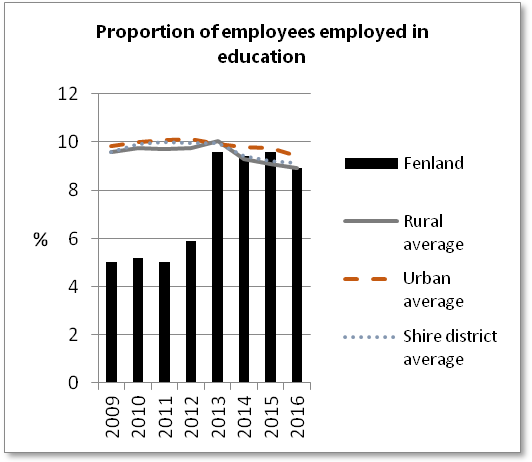 Proportion of employees employed in
education
12
10
8
6
4
2
0
%
2009
2010
2011
2012
2013
2014
2015
2016
Fenland
Rural
average
Urban
average
Shire district
average